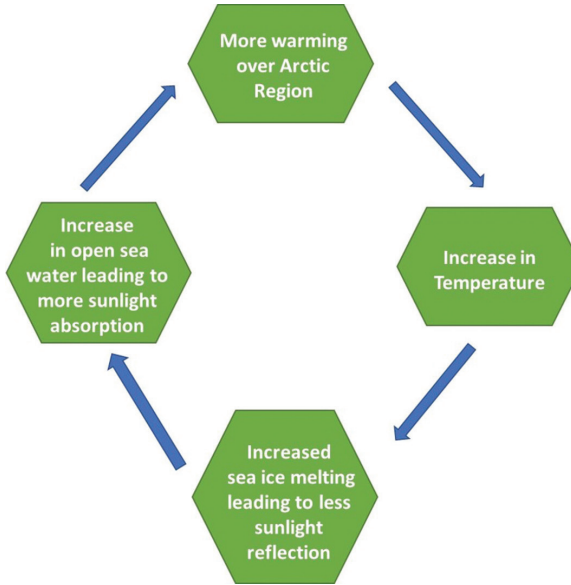 More warming
over Arctic
Region
Increase in
Temperature
Increased
sea ice melting
leading to less
sunlight
reflection
Increase
in open sea
water leading to
more sunlight
absorption